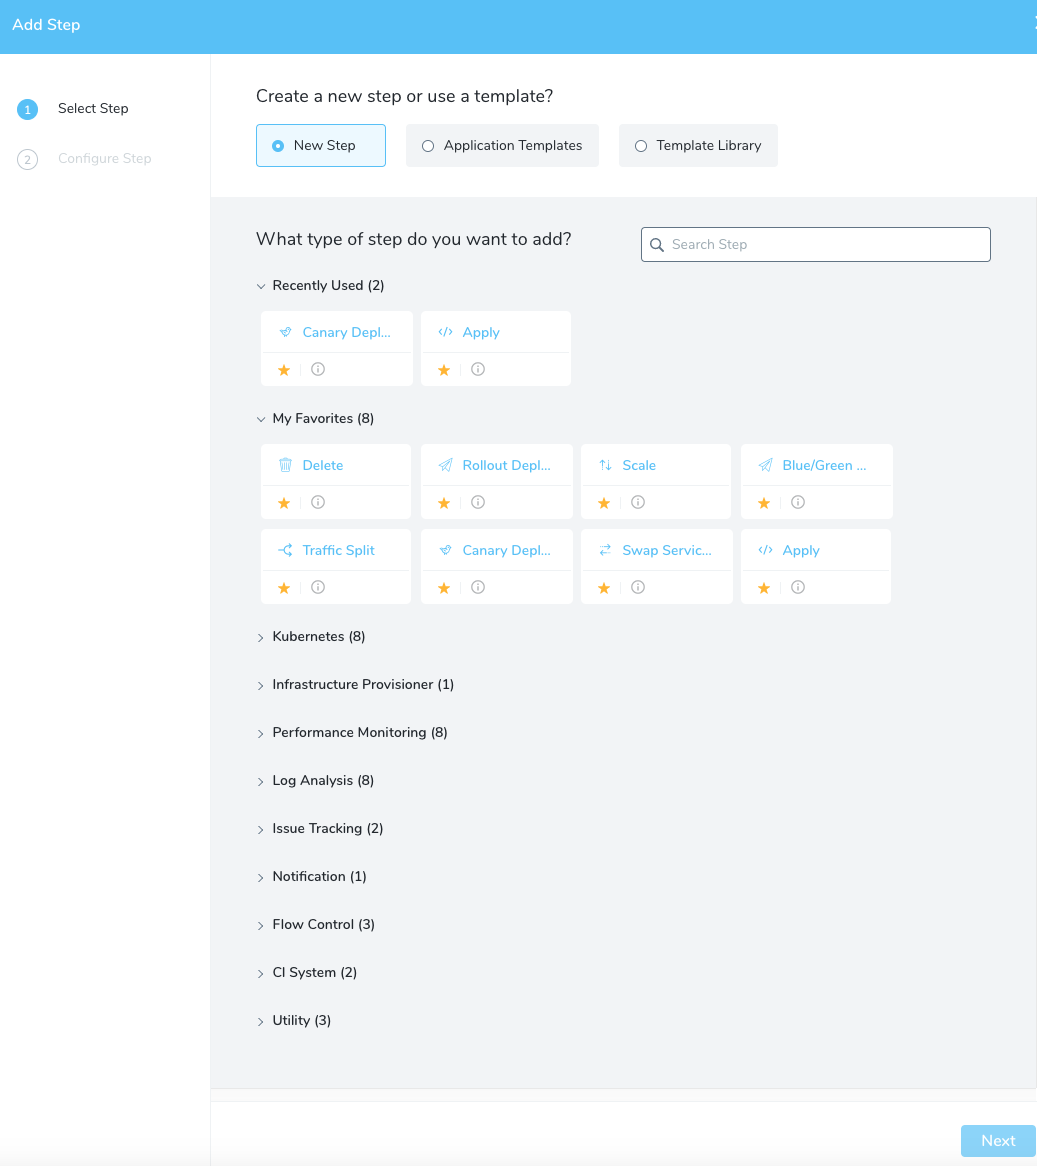 Add Step
1 Select Step
2 Configure Step
Create a new step or use a template?
New Step Application Templates Template Library
What type of step do you want to add?
Search Step
Recently Used (2)
Canary Depl... Apply
My Favorites (8)
Delete Rollout Depl... Scale Blue/Green ...
Traffic Split Canary Depl... Swap Servic... Apply
Kubernetes (8)
Infrastructure Provisioner (1)
Performance Monitoring (8)
Log Analysis (8)
Issue Tracking (2)
Notification (1)
Flow Control (3)
CI System (2)
Utility (3)
Next